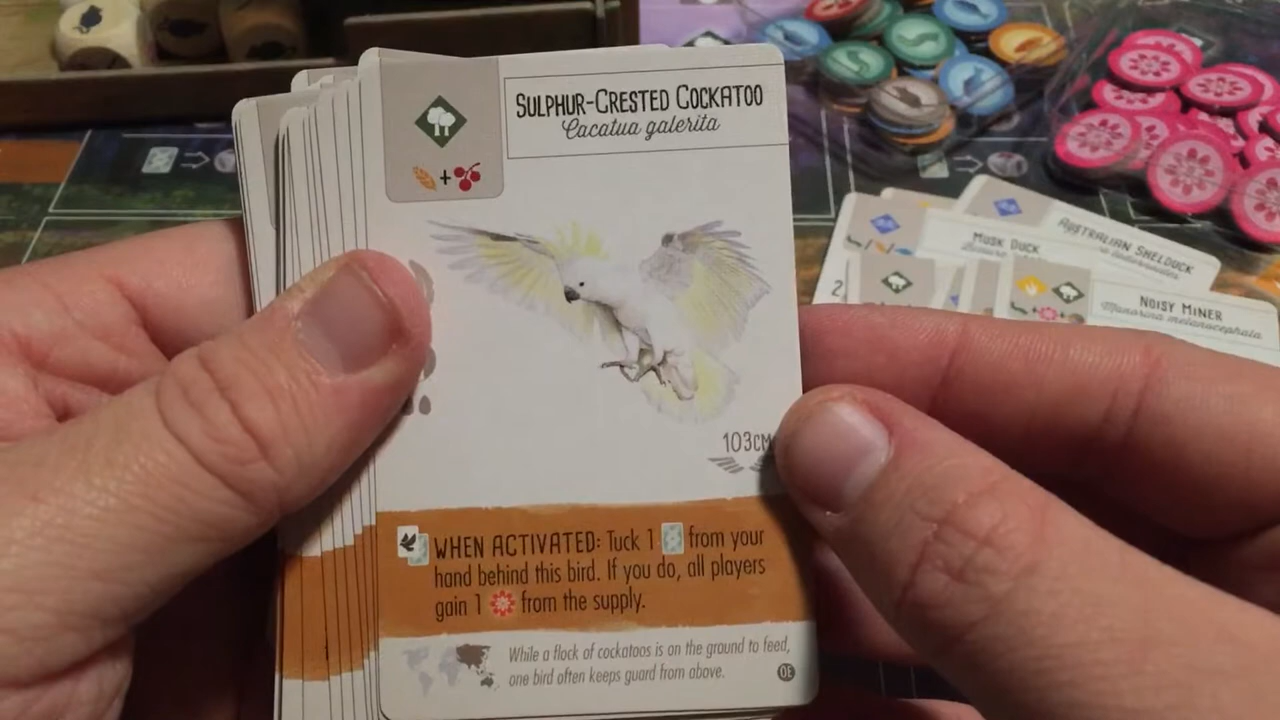 SULPHUR-CRESTED COCKATOO
Cacatua galerita
+
103CM
WHEN ACTIVATED: Tuck 1 from your
hand behind this bird. If you do, all players
gain 1 from the supply.
While a flock of cockatoos is on the ground to feed,
one bird often keeps guard from above.
OE
AUSTRALIAN SHELDUCK
MUSK DUCK
NOISY MINER
Manorina melanocephala
2